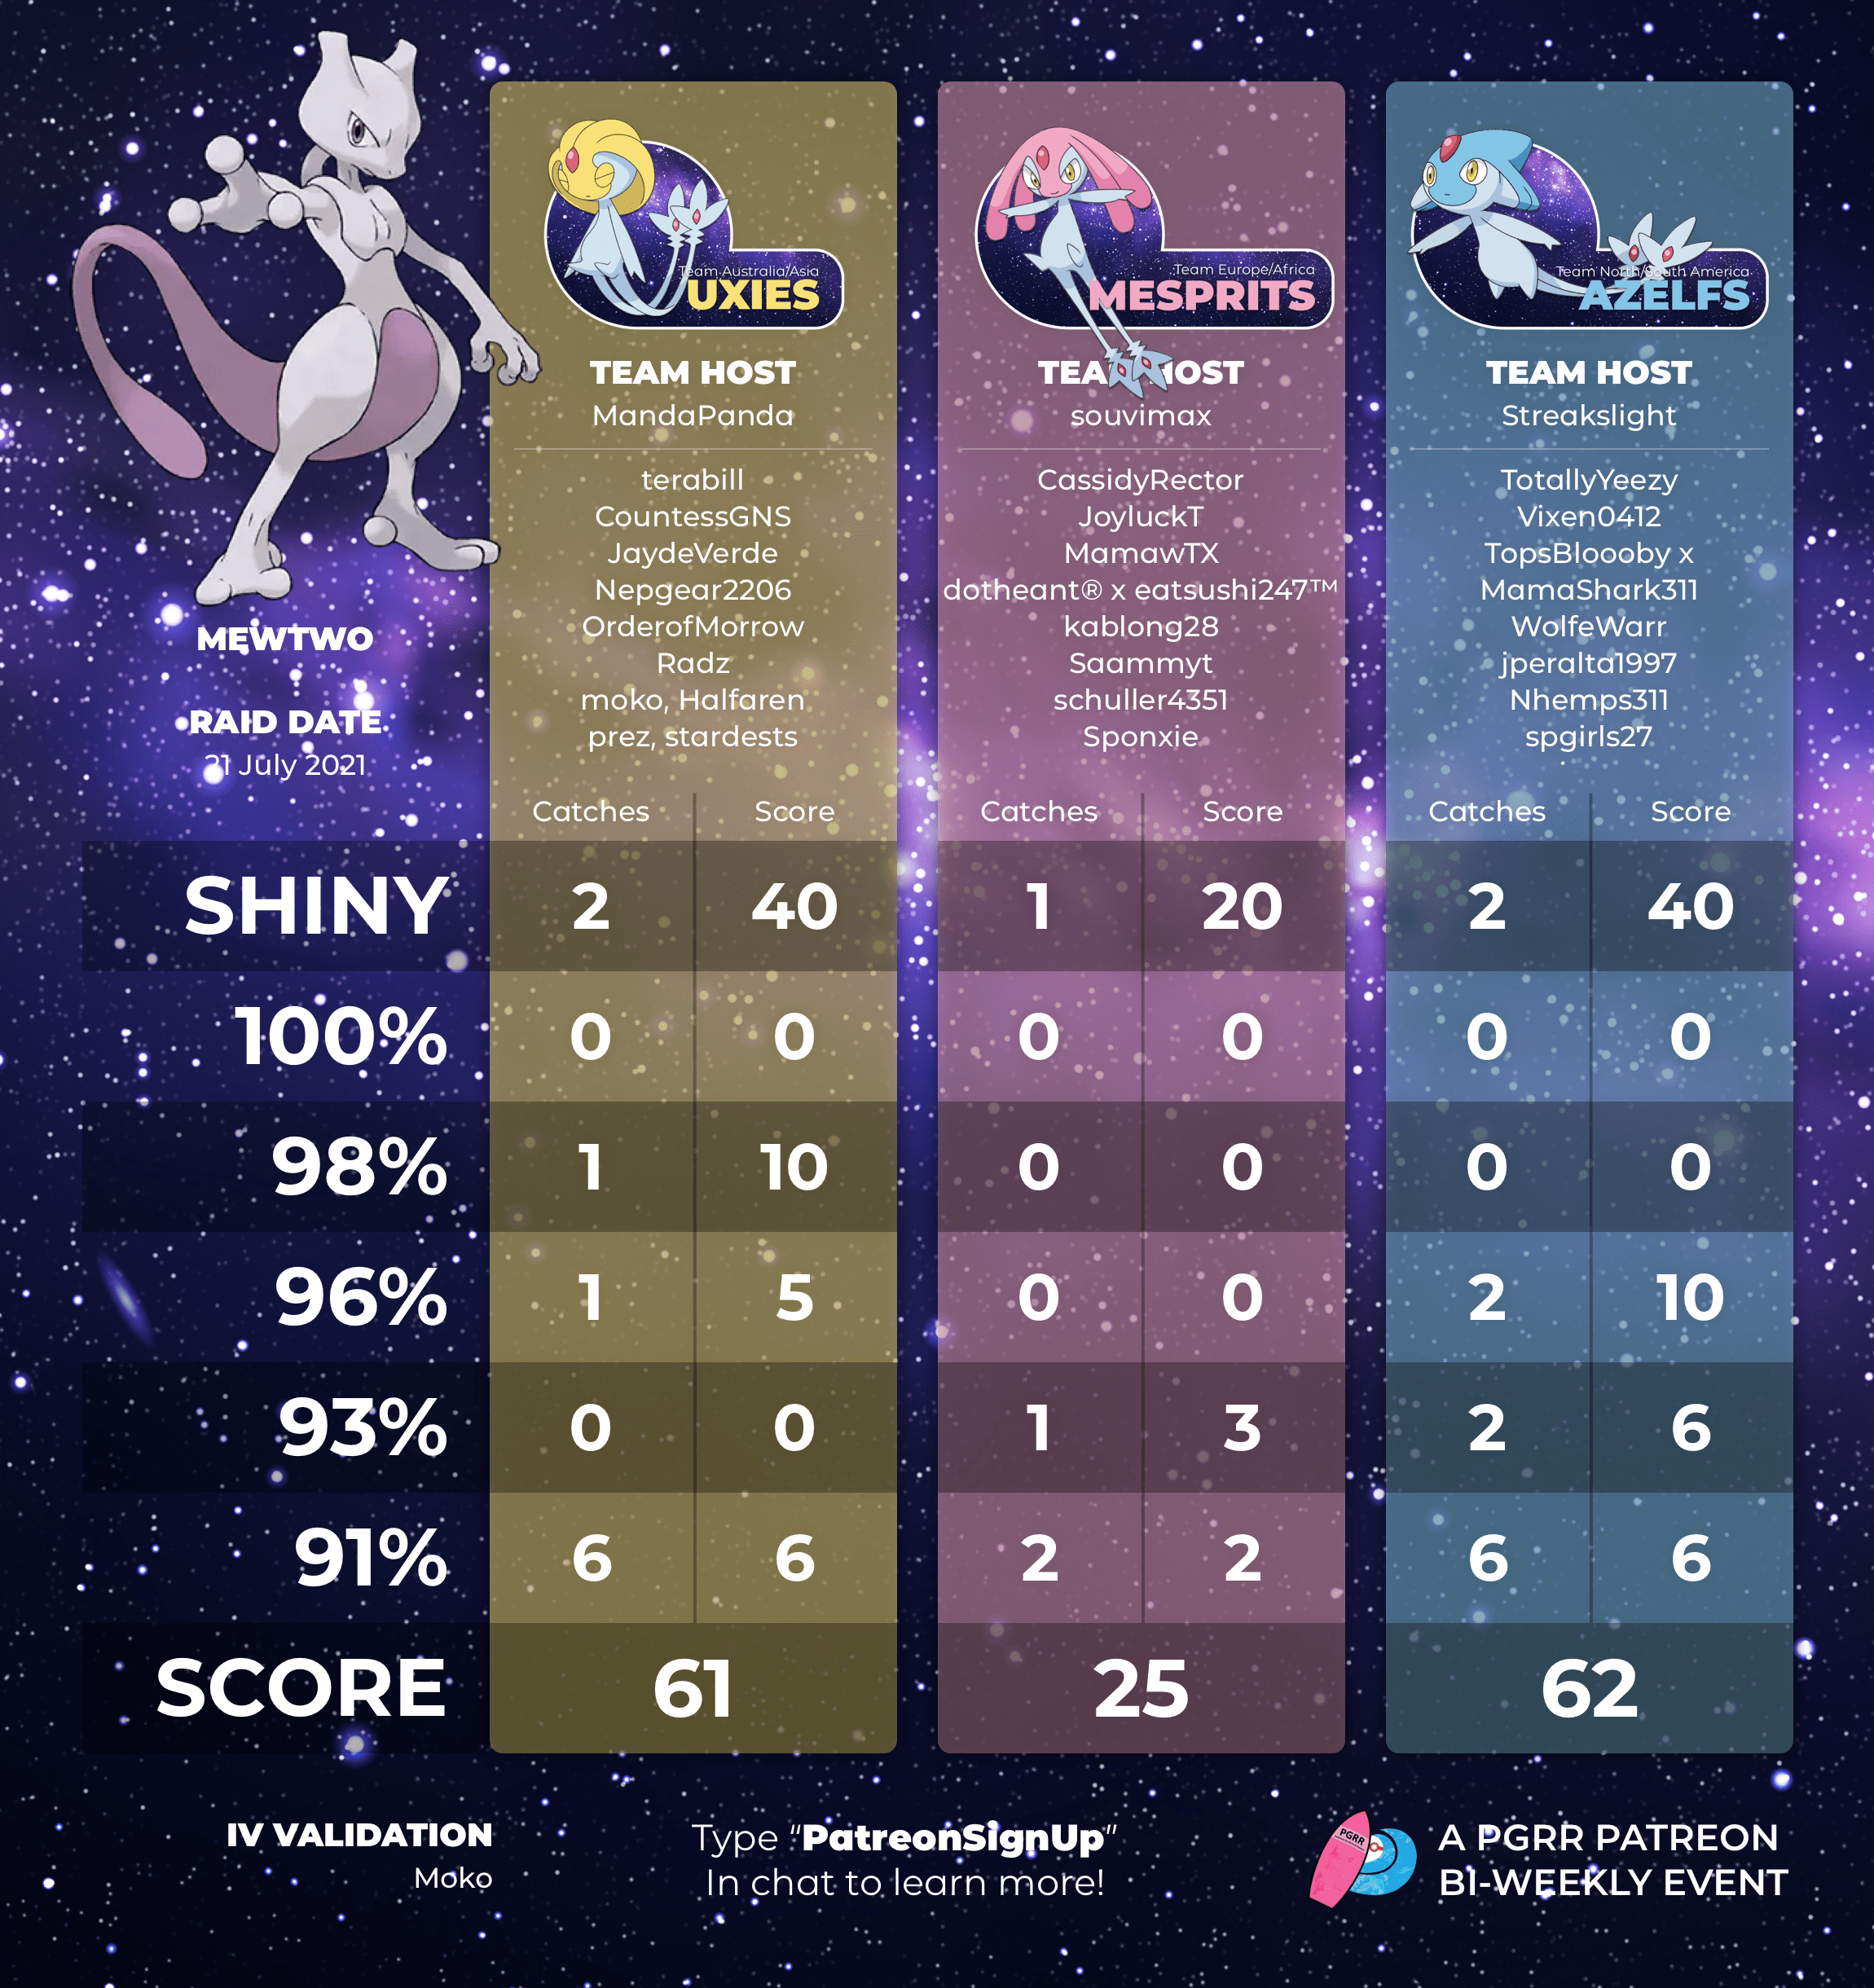 Team Australia/Asia
UXIES
Team Europe/Africa
MESPRITS
Team North/South America
AZELFS
TEAM HOST
MandaPanda
terabill
CountessGNS
JaydeVerde
Nepgear2206
OrderofMorrow
Radz
moko, Halfaren
prez, stardests
TEAM HOST
souvimax
CassidyRector
JoyluckT
MamawTX
dotheant® x eatsushi247™
kablong28
Saammyt
schuller4351
Sponxie
TEAM HOST
Streakslight
TotallyYeezy
Vixen0412
TopsBloooby x
MamaShark311
WolfeWarr
jperalta1997
Nhemps311
spgirls27
.
MEWTWO
RAID DATE
21 July 2021
Catches Score Catches Score Catches Score
SHINY 2 40 1 20 2 40
100% 0 0 0 0 0 0
98% 1 10 0 0 0 0
96% 1 5 0 0 2 10
93% 0 0 1 3 2 6
91% 6 6 2 2 6 6
SCORE 61 25 62
IV VALIDATION
Moko
Type “PatreonSignUp”
In chat to learn more!
PGRR
A PGRR PATREON
BI-WEEKLY EVENT